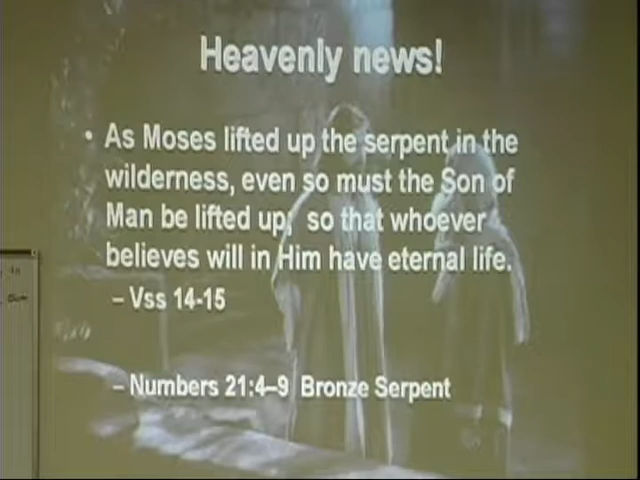 Heavenly news!
• As Moses lifted up the serpent in the
wilderness, even so must the Son of
Man be lifted up; so that whoever
believes will in Him have eternal life.
– Vss 14-15
– Numbers 21:4–9 Bronze Serpent